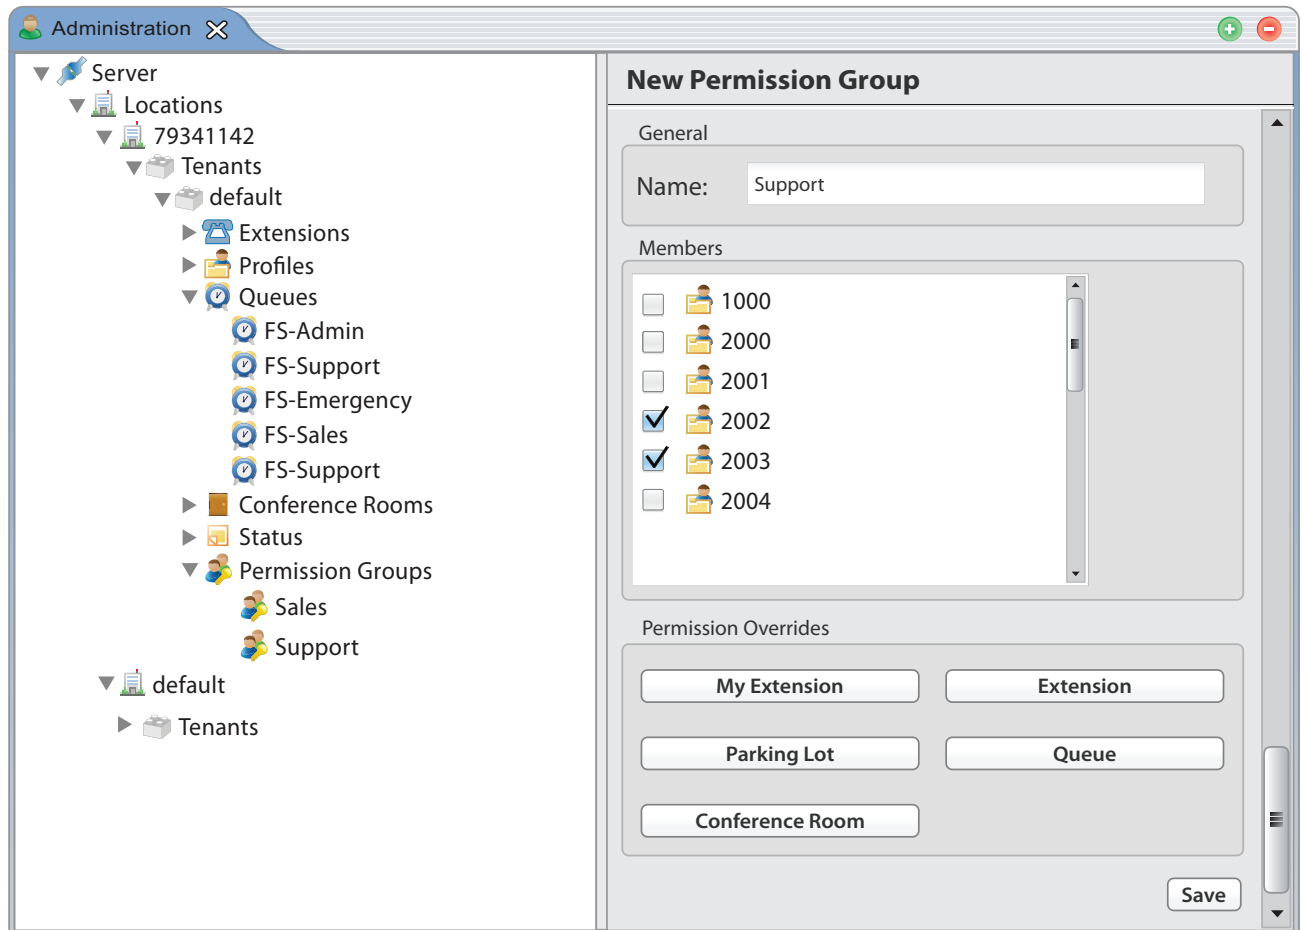 Administration
Server
Locations
79341142
Tenants
default
Extensions
Profiles
Queues
FS-Admin
FS-Support
FS-Emergency
FS-Sales
FS-Support
Conference Rooms
Status
Permission Groups
Sales
Support
default
Tenants
New Permission Group
General
Name: Support
Members
1000
2000
2001
2002
2003
2004
Permission Overrides
My Extension Extension
Parking Lot Queue
Conference Room
Save